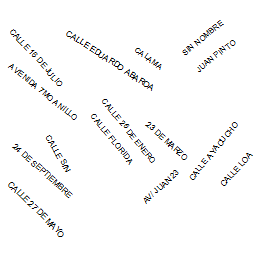 CALLE 16 DE JULIO
CALLE EDUARDO ABAROA
CALAMA
SIN NOMBRE
JUAN PINTO
AVENIDA 7MO ANILLO
CALLE 26 DE ENERO
CALLE FLORIDA
23 DE MARZO
CALLE AYACUCHO
CALLE LOA
CALLE S/N
24 DE SEPTIEMBRE
AV/ JUAN 23
CALLE 27 DE MAYO